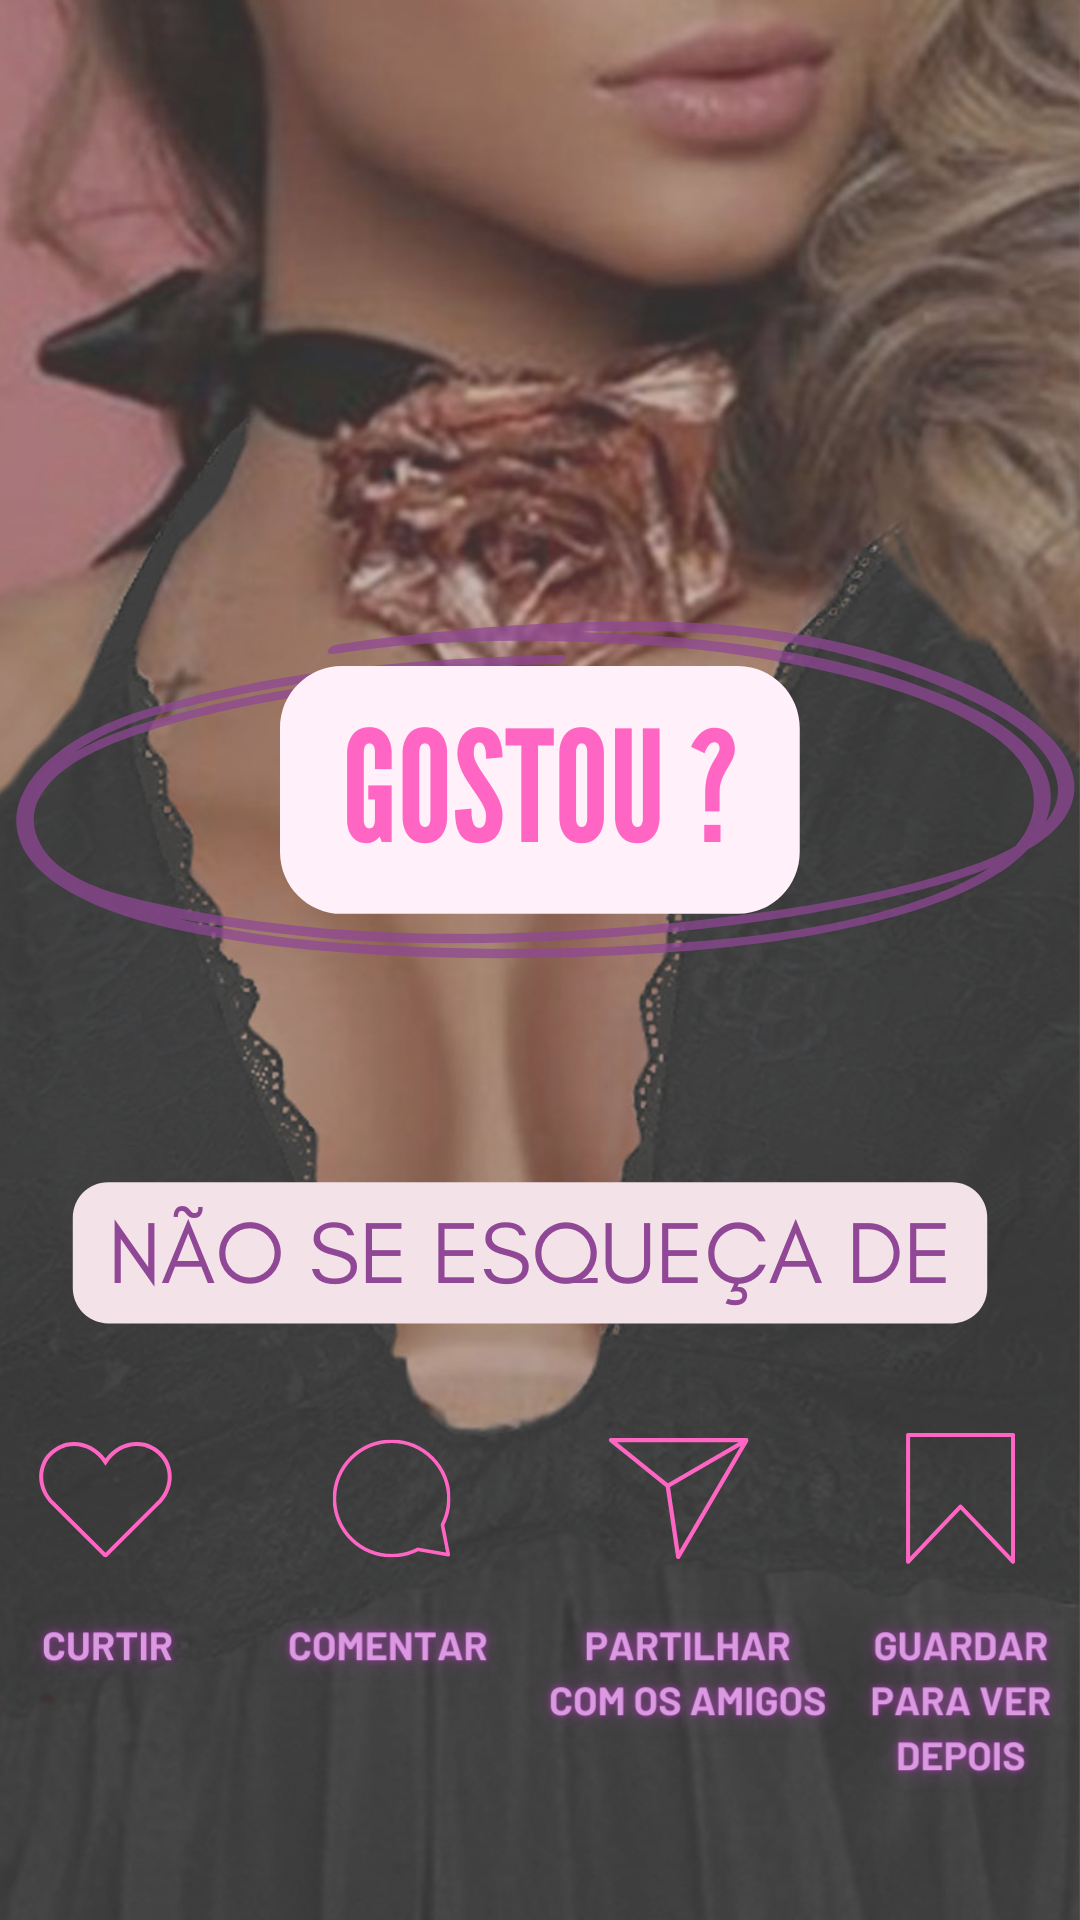 GOSTOU ?
NÃO SE ESQUEÇA DE
CURTIR
COMENTAR
PARTILHAR
COM OS AMIGOS
GUARDAR
PARA VER
DEPOIS